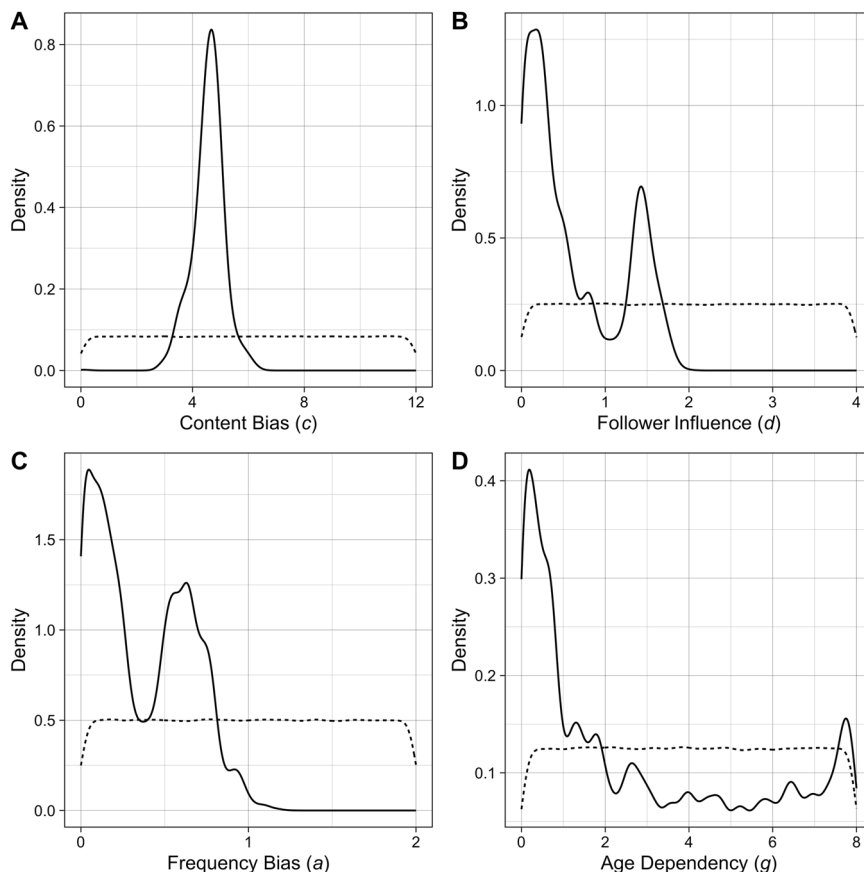 A
Density
0.8
0.6
0.4
0.2
0.0
0 4 8 12
Content Bias (c)
B
Density
1.0
0.5
0.0
0 1 2 3 4
Follower Influence (d)
C
Density
1.5
1.0
0.5
0.0
0 1 2
Frequency Bias (a)
D
Density
0.4
0.3
0.2
0.1
0 2 4 6 8
Age Dependency (g)